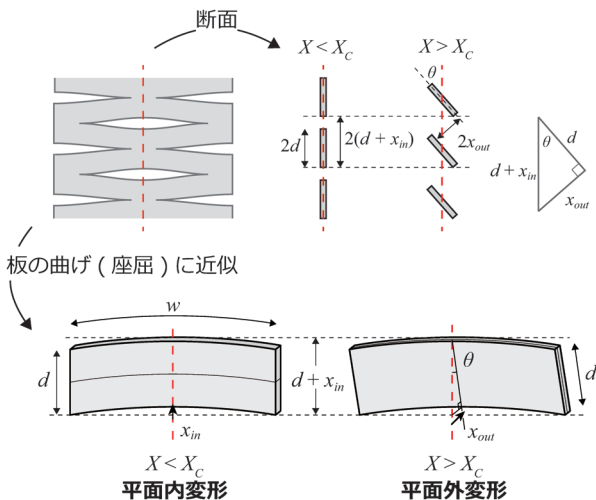 断面
X < X_C
X > X_C
θ
2d
2(d + x_in)
2x_out
θ
d
d + x_in
x_out
板の曲げ ( 座屈 ) に近似
w
d
d + x_in
θ
d
x_in
x_out
X < X_C
X > X_C
平面内変形
平面外変形